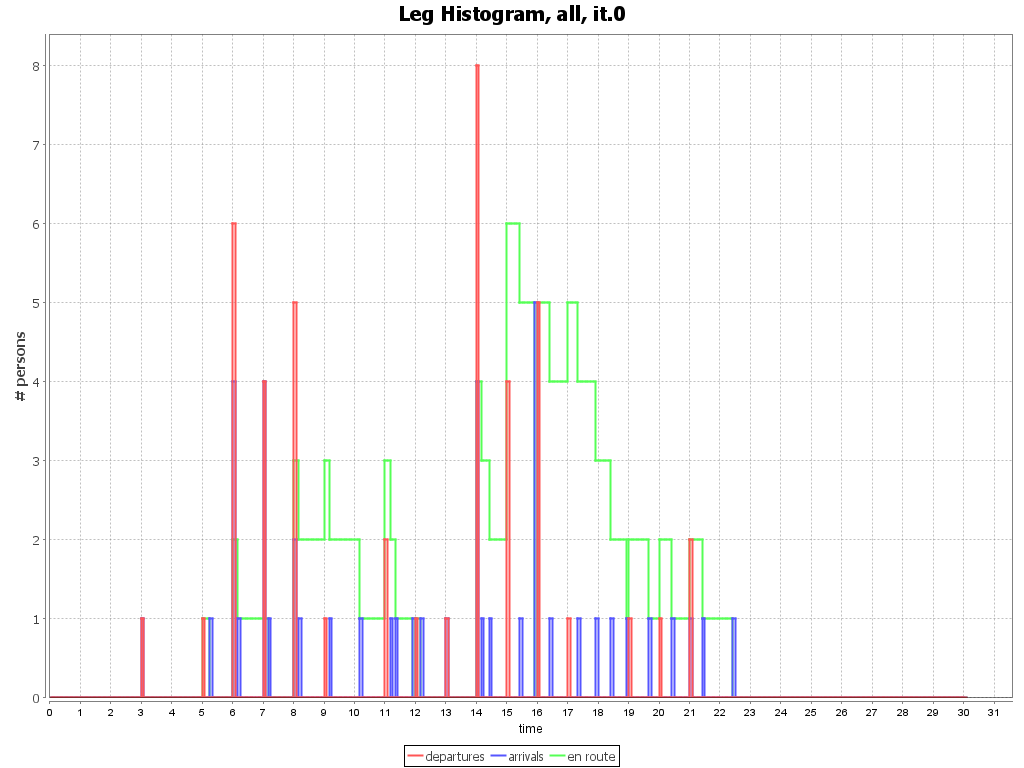 Leg Histogram, all, it.0
# persons
8
7
6
5
4
3
2
1
0
0 1 2 3 4 5 6 7 8 9 10 11 12 13 14 15 16 17 18 19 20 21 22 23 24 25 26 27 28 29 30 31
time
departures arrivals en route